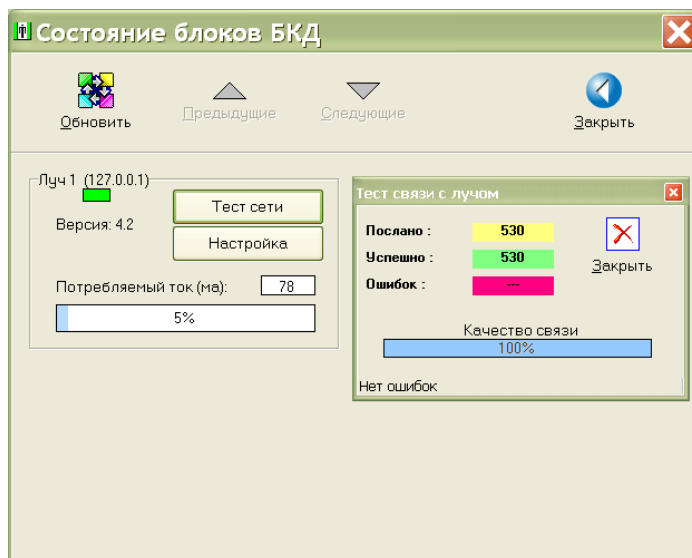 Состояние блоков БКД
Обновить
Предыдущие
Следующие
Закрыть
Луч 1 (127.0.0.1)
Версия: 4.2
Тест сети
Настройка
Потребляемый ток (ма): 78
5%
Тест связи с лучом
Послано : 530
Успешно : 530
Ошибок : ---
Закрыть
Качество связи
100%
Нет ошибок